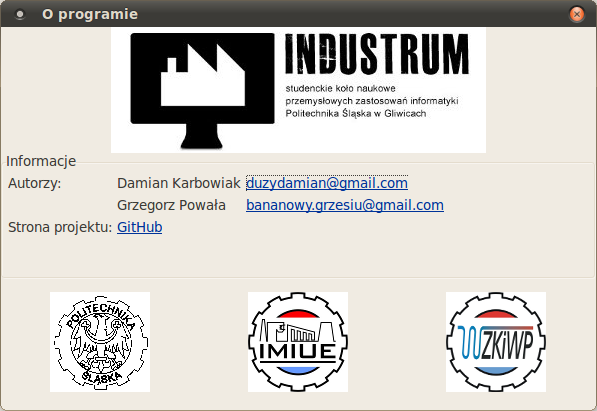 O programie
INDUSTRUM
studenckie koło naukowe
przemysłowych zastosowań informatyki
Politechnika Śląska w Gliwicach
Informacje
Autorzy: Damian Karbowiak duzydamian@gmail.com
Grzegorz Powała bananowy.grzesiu@gmail.com
Strona projektu: GitHub
POLITECHNIKA ŚLĄSKA
IMIUE
WZKiWP